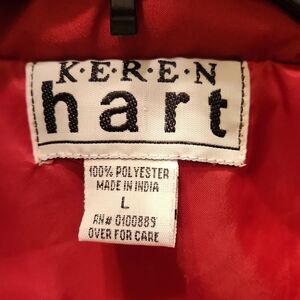 K·E·R·E·N
hart
100% POLYESTER
MADE IN INDIA
L
RN# 0100889
OVER FOR CARE